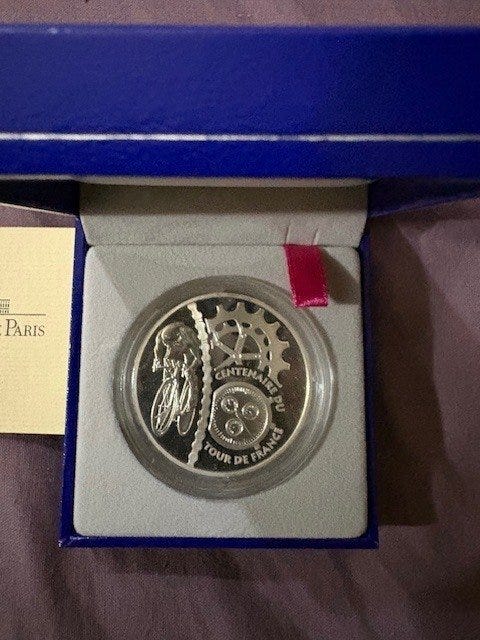 E PARIS
CENTENAIRE DU
TOUR DE FRANCE